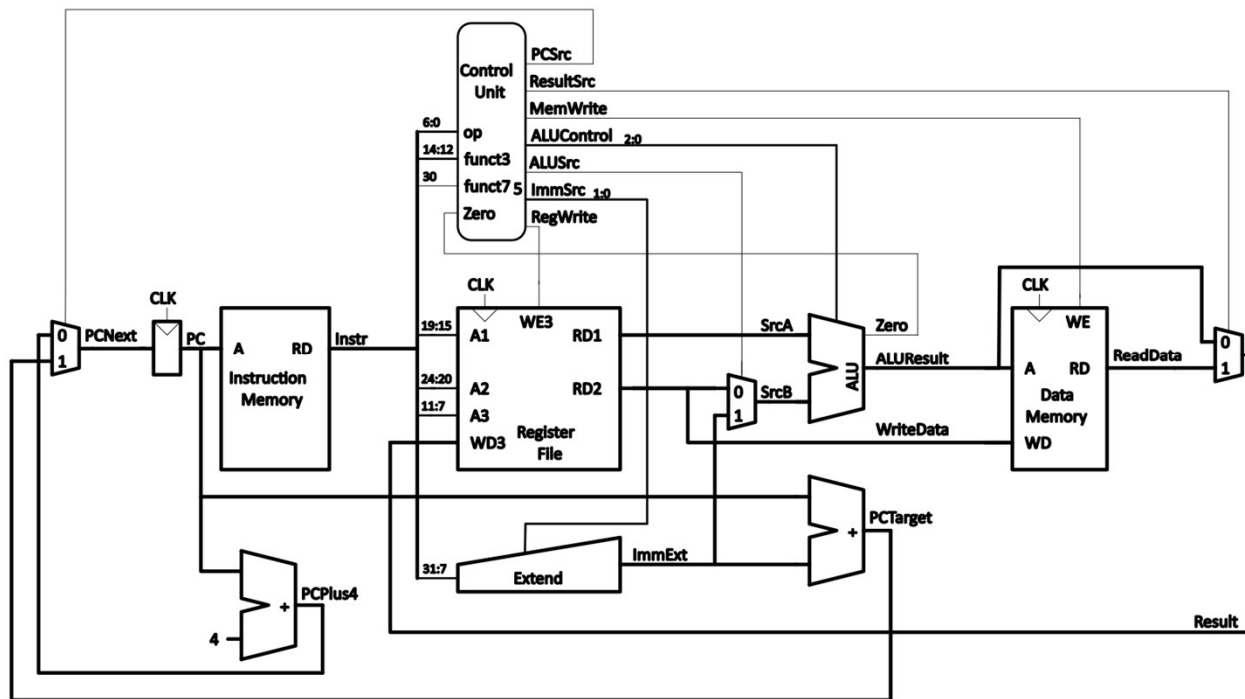 Control
Unit
op
funct3
funct7 5
Zero
6:0
14:12
30
PCSrc
ResultSrc
MemWrite
ALUControl 2:0
ALUSrc
ImmSrc 1:0
RegWrite
0
1
PCNext
CLK
PC
A RD
Instruction
Memory
Instr
CLK
WE3
19:15
A1 RD1
24:20
A2 RD2
11:7
A3
WD3
Register
File
31:7
Extend
ImmExt
SrcA
0
1
SrcB
ALU
Zero
ALUResult
WriteData
CLK
WE
A RD
Data
Memory
WD
ReadData
0
1
+
PCTarget
4
+
PCPlus4
Result